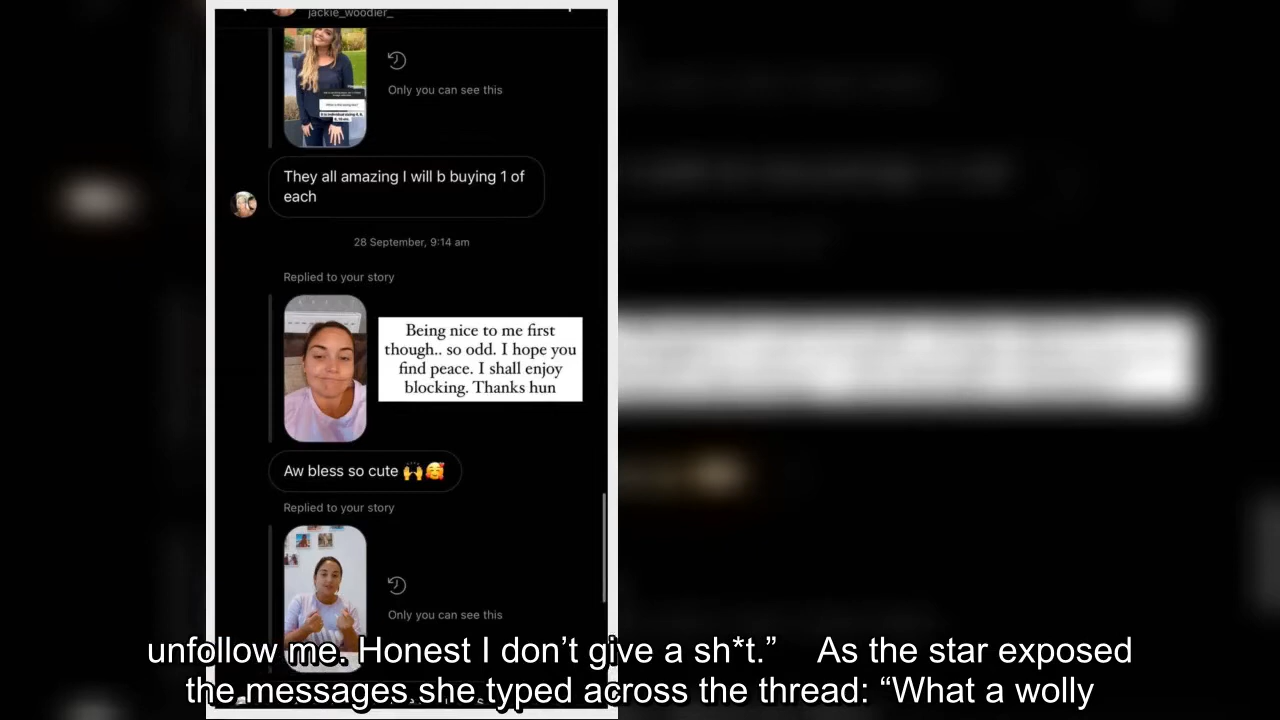 jackie_woodier_
Only you can see this
They all amazing I will b buying 1 of
each
28 September, 9:14 am
Replied to your story
Being nice to me first
though.. so odd. I hope you
find peace. I shall enjoy
blocking. Thanks hun
Aw bless so cute 🙌🥰
Replied to your story
Only you can see this
unfollow me. Honest I don’t give a sh*t.” As the star exposed
the messages she typed across the thread: “What a wolly